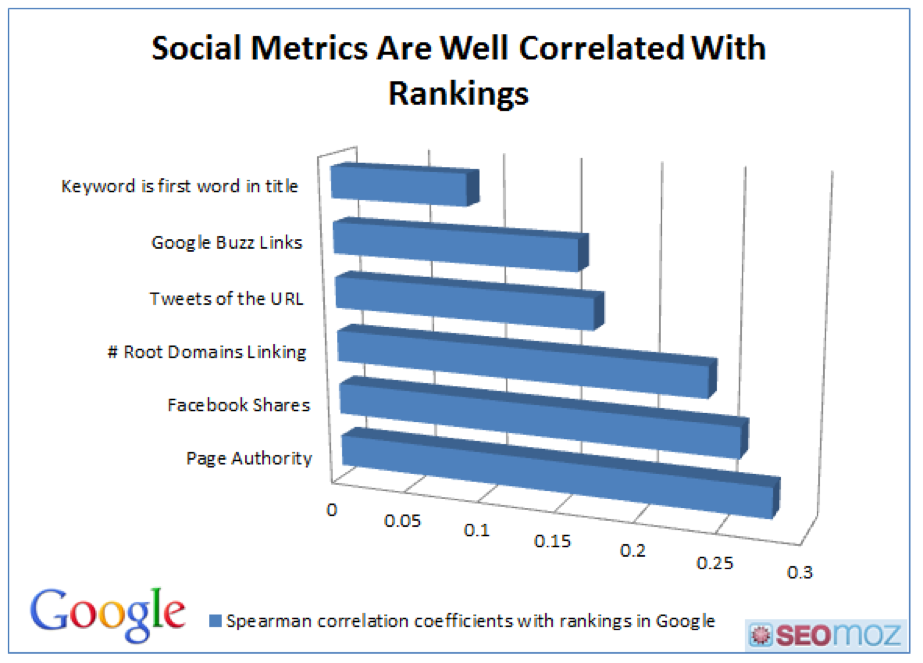 Social Metrics Are Well Correlated With
Rankings
Keyword is first word in title
Google Buzz Links
Tweets of the URL
# Root Domains Linking
Facebook Shares
Page Authority
0
0.05
0.1
0.15
0.2
0.25
0.3
Google
Spearman correlation coefficients with rankings in Google
SEOmoz